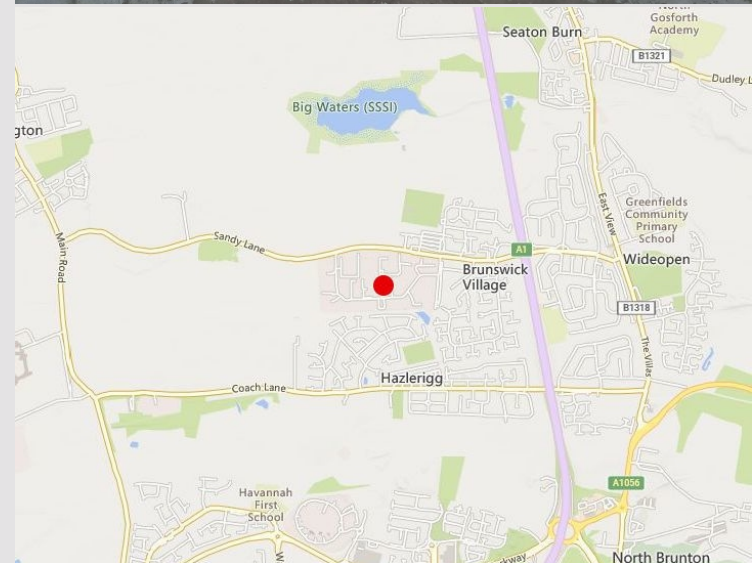 North
Gosforth
Academy
Seaton Burn
B1321
Dudley L
Big Waters (SSSI)
gton
East View
Greenfields
Community
Primary
School
Main Road
Sandy Lane
A1
Wideopen
Brunswick
Village
B1318
The Villas
Hazlerigg
Coach Lane
Havannah
First
School
A1056
W
kway
North Brunton